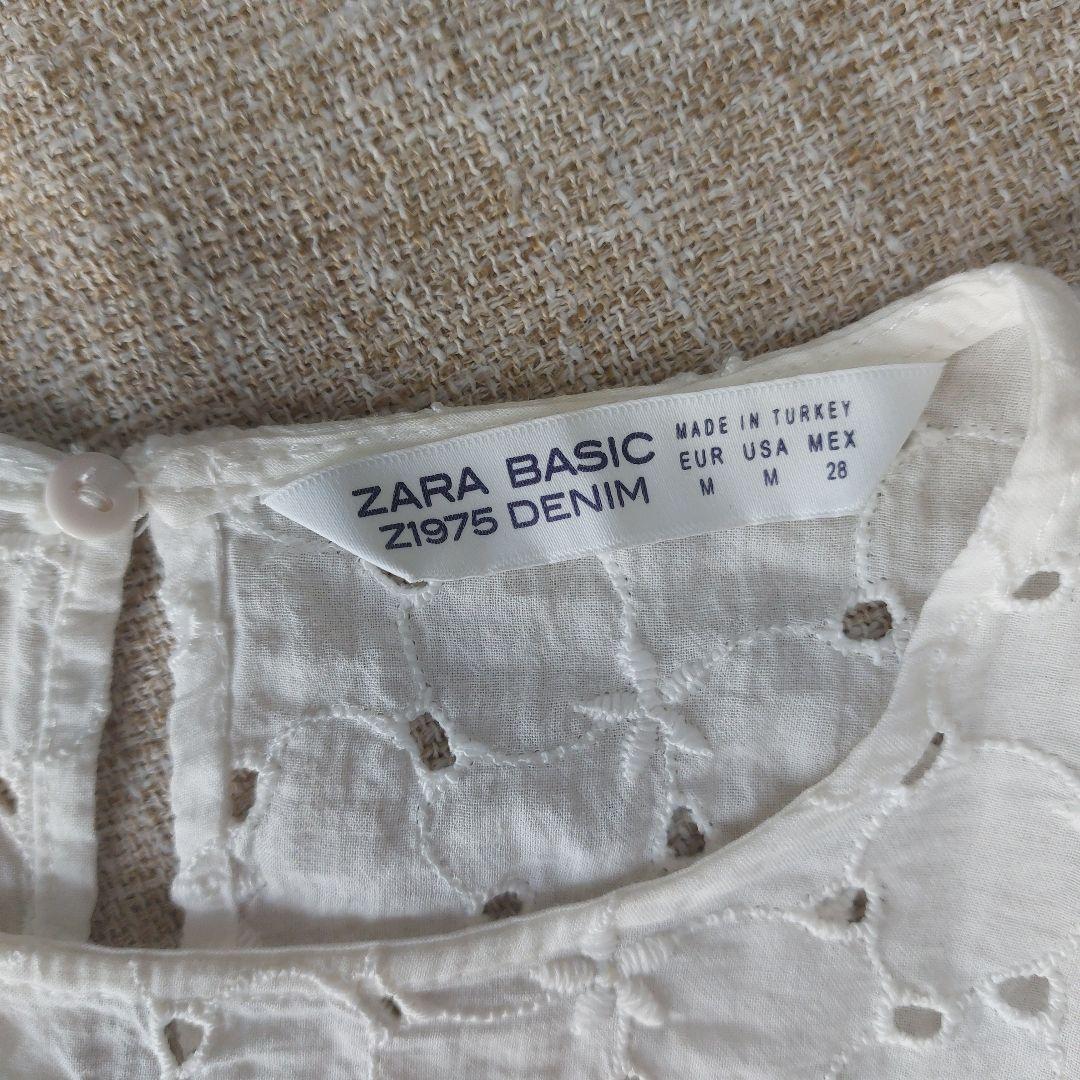 ZARA BASIC
Z1975 DENIM
MADE IN TURKEY
EUR USA MEX
M M 28